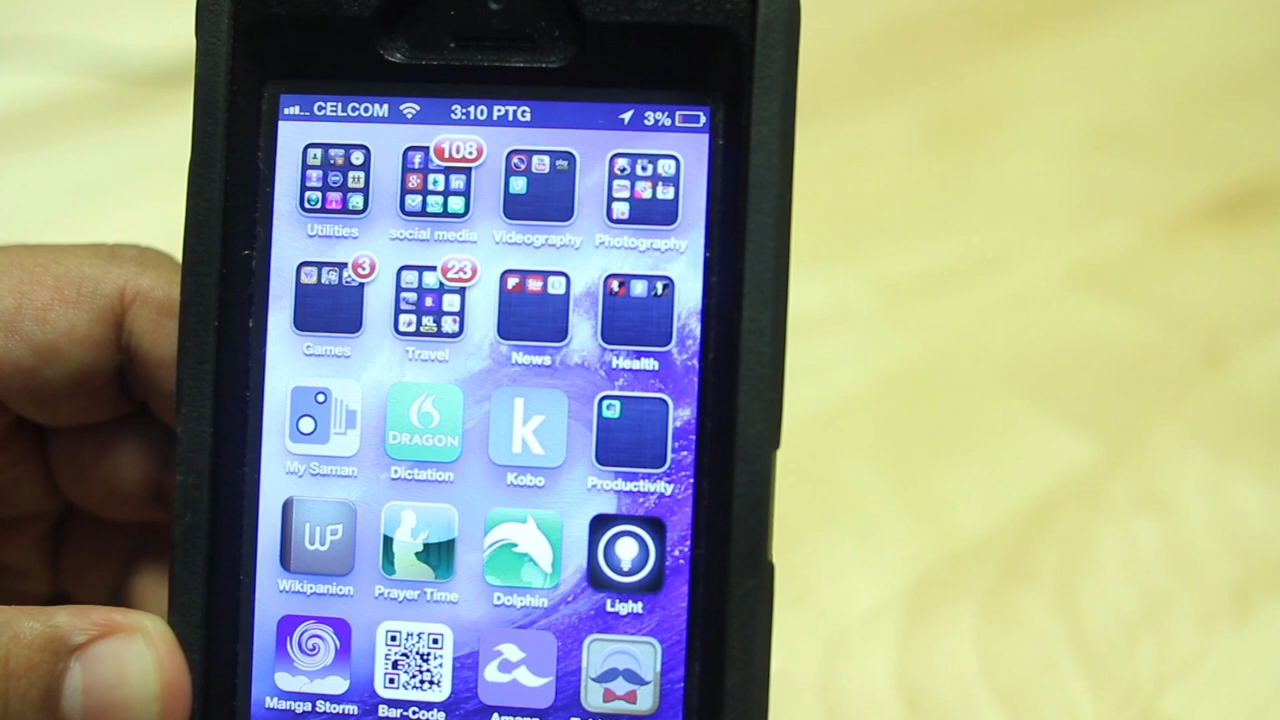 CELCOM 3:10 PTG 3%
108
Utilities social media Videography Photography
3 23
Games Travel News Health
DRAGON k
My Saman Dictation Kobo Productivity
WP
Wikipanion Prayer Time Dolphin Light
Manga Storm Bar-Code